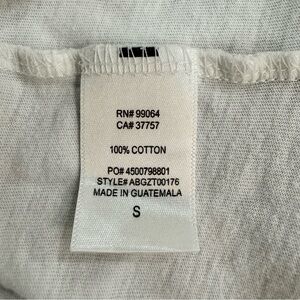 RN# 99064
CA# 37757
100% COTTON
PO# 4500798801
STYLE# ABGZT00176
MADE IN GUATEMALA
S